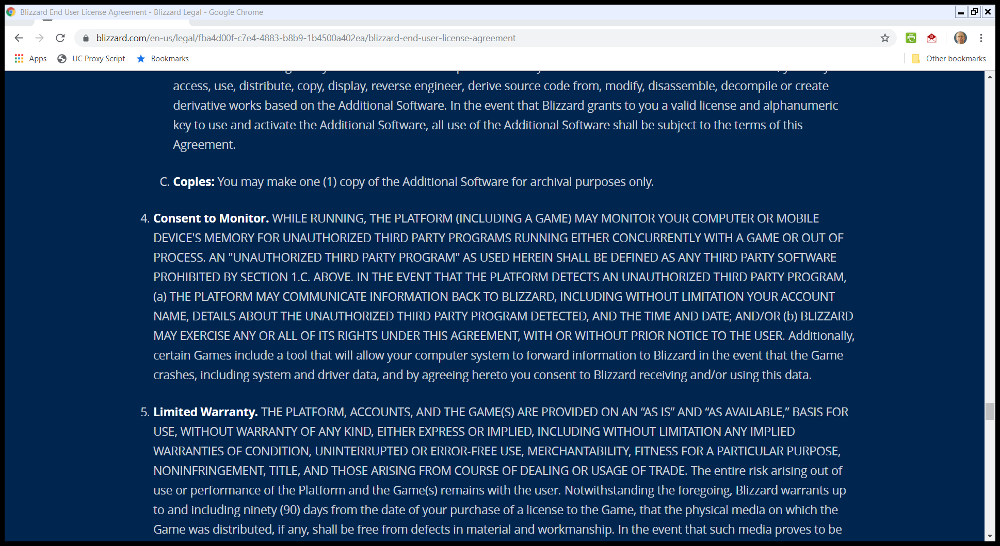 Blizzard End User License Agreement - Blizzard Legal - Google Chrome
blizzard.com/en-us/legal/fba4d00f-c7e4-4883-b8b9-1b4500a402ea/blizzard-end-user-license-agreement
Apps UC Proxy Script Bookmarks Other bookmarks
access, use, distribute, copy, display, reverse engineer, derive source code from, modify, disassemble, decompile or create
derivative works based on the Additional Software. In the event that Blizzard grants to you a valid license and alphanumeric
key to use and activate the Additional Software, all use of the Additional Software shall be subject to the terms of this
Agreement.
C. Copies: You may make one (1) copy of the Additional Software for archival purposes only.
4. Consent to Monitor. WHILE RUNNING, THE PLATFORM (INCLUDING A GAME) MAY MONITOR YOUR COMPUTER OR MOBILE
DEVICE'S MEMORY FOR UNAUTHORIZED THIRD PARTY PROGRAMS RUNNING EITHER CONCURRENTLY WITH A GAME OR OUT OF
PROCESS. AN "UNAUTHORIZED THIRD PARTY PROGRAM" AS USED HEREIN SHALL BE DEFINED AS ANY THIRD PARTY SOFTWARE
PROHIBITED BY SECTION 1.C. ABOVE. IN THE EVENT THAT THE PLATFORM DETECTS AN UNAUTHORIZED THIRD PARTY PROGRAM,
(a) THE PLATFORM MAY COMMUNICATE INFORMATION BACK TO BLIZZARD, INCLUDING WITHOUT LIMITATION YOUR ACCOUNT
NAME, DETAILS ABOUT THE UNAUTHORIZED THIRD PARTY PROGRAM DETECTED, AND THE TIME AND DATE; AND/OR (b) BLIZZARD
MAY EXERCISE ANY OR ALL OF ITS RIGHTS UNDER THIS AGREEMENT, WITH OR WITHOUT PRIOR NOTICE TO THE USER. Additionally,
certain Games include a tool that will allow your computer system to forward information to Blizzard in the event that the Game
crashes, including system and driver data, and by agreeing hereto you consent to Blizzard receiving and/or using this data.
5. Limited Warranty. THE PLATFORM, ACCOUNTS, AND THE GAME(S) ARE PROVIDED ON AN “AS IS” AND “AS AVAILABLE,” BASIS FOR
USE, WITHOUT WARRANTY OF ANY KIND, EITHER EXPRESS OR IMPLIED, INCLUDING WITHOUT LIMITATION ANY IMPLIED
WARRANTIES OF CONDITION, UNINTERRUPTED OR ERROR-FREE USE, MERCHANTABILITY, FITNESS FOR A PARTICULAR PURPOSE,
NONINFRINGEMENT, TITLE, AND THOSE ARISING FROM COURSE OF DEALING OR USAGE OF TRADE. The entire risk arising out of
use or performance of the Platform and the Game(s) remains with the user. Notwithstanding the foregoing, Blizzard warrants up
to and including ninety (90) days from the date of your purchase of a license to the Game, that the physical media on which the
Game was distributed, if any, shall be free from defects in material and workmanship. In the event that such media proves to be